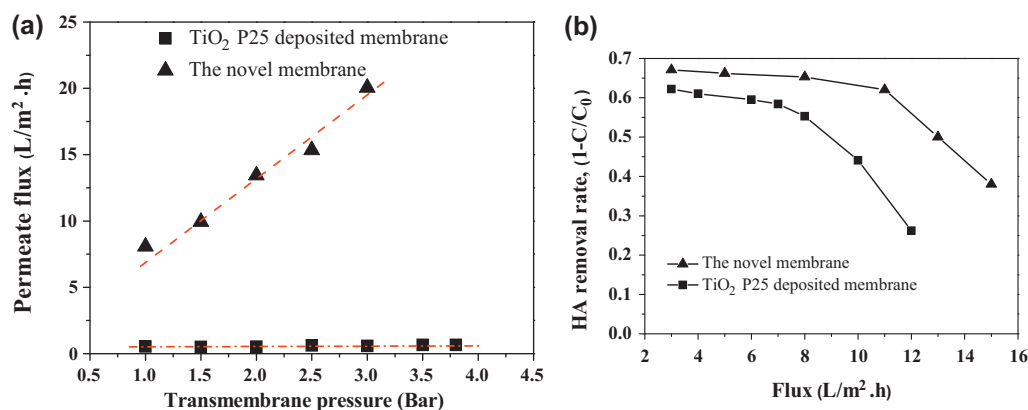 (a)
TiO₂ P25 deposited membrane
The novel membrane
Permeate flux (L/m²·h)
25
20
15
10
5
0
0.5 1.0 1.5 2.0 2.5 3.0 3.5 4.0 4.5
Transmembrane pressure (Bar)
(b)
HA removal rate, (1-C/C₀)
0.7
0.6
0.5
0.4
0.3
0.2
0.1
0.0
The novel membrane
TiO₂ P25 deposited membrane
2 4 6 8 10 12 14 16
Flux (L/m².h)